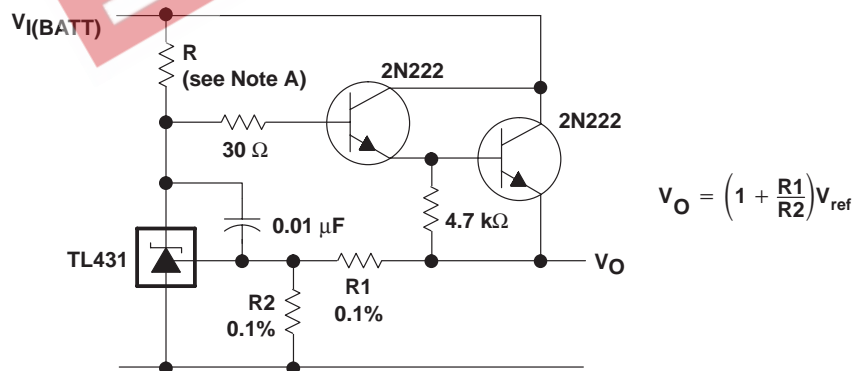 VI(BATT)
R
(see Note A)
2N222
2N222
30 Ω
VO = (1 + R1/R2)Vref
0.01 μF
4.7 kΩ
TL431
VO
R1
0.1%
R2
0.1%